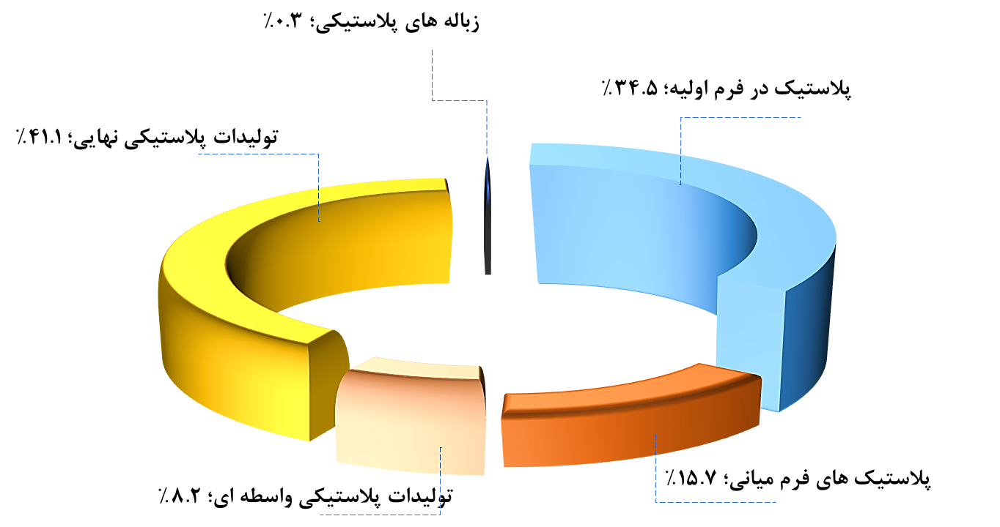 زباله های پلاستیکی؛ ۰.۳٪
پلاستیک در فرم اولیه؛ ۳۴.۵٪
تولیدات پلاستیکی نهایی؛ ۴۱.۱٪
پلاستیک های فرم میانی؛ ۱۵.۷٪
تولیدات پلاستیکی واسطه ای؛ ۸.۲٪